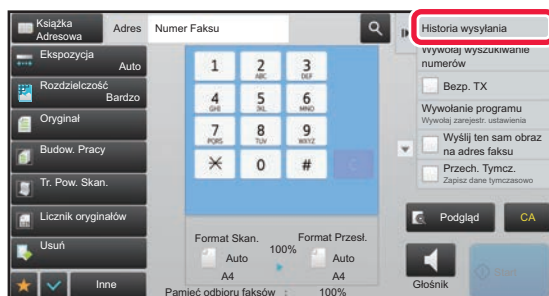 Książka
Adresowa
Adres
Numer Faksu
Ekspozycja
Auto
Rozdzielczość
Bardzo
Oryginał
Budow. Pracy
Tr. Pow. Skan.
Licznik oryginałów
Usuń
Inne
1
2
ABC
3
DEF
4
GHI
5
JKL
6
MNO
7
PQRS
8
TUV
9
WXYZ
0
#
C
Format Skan.
100%
Format Przesł.
Auto
A4
Auto
A4
Pamięć odbioru faksów : 100%
Historia wysyłania
Wywołaj wyszukiwanie
numerów
Bezp. TX
Wywołanie programu
Wywołaj zarejestr. ustawienia
Wyślij ten sam obraz
na adres faksu
Przech. Tymcz.
Zapisz dane tymczasowo
Podgląd
CA
Głośnik
Start